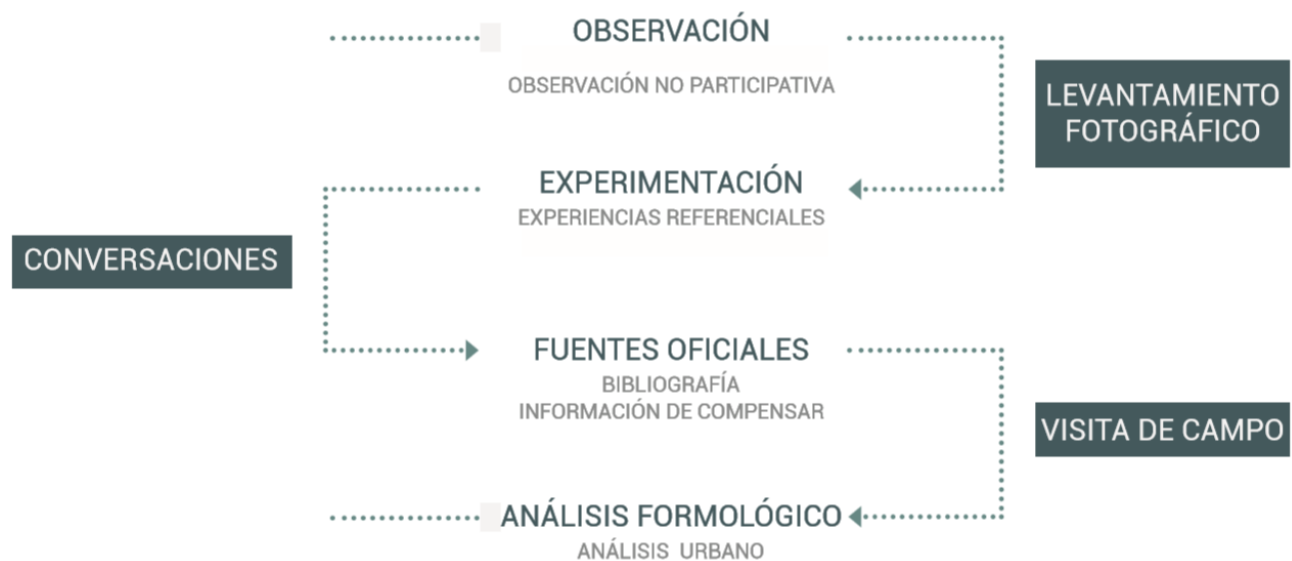 OBSERVACIÓN
OBSERVACIÓN NO PARTICIPATIVA
LEVANTAMIENTO
FOTOGRÁFICO
EXPERIMENTACIÓN
EXPERIENCIAS REFERENCIALES
CONVERSACIONES
FUENTES OFICIALES
BIBLIOGRAFÍA
INFORMACIÓN DE COMPENSAR
VISITA DE CAMPO
ANÁLISIS FORMOLÓGICO
ANÁLISIS URBANO